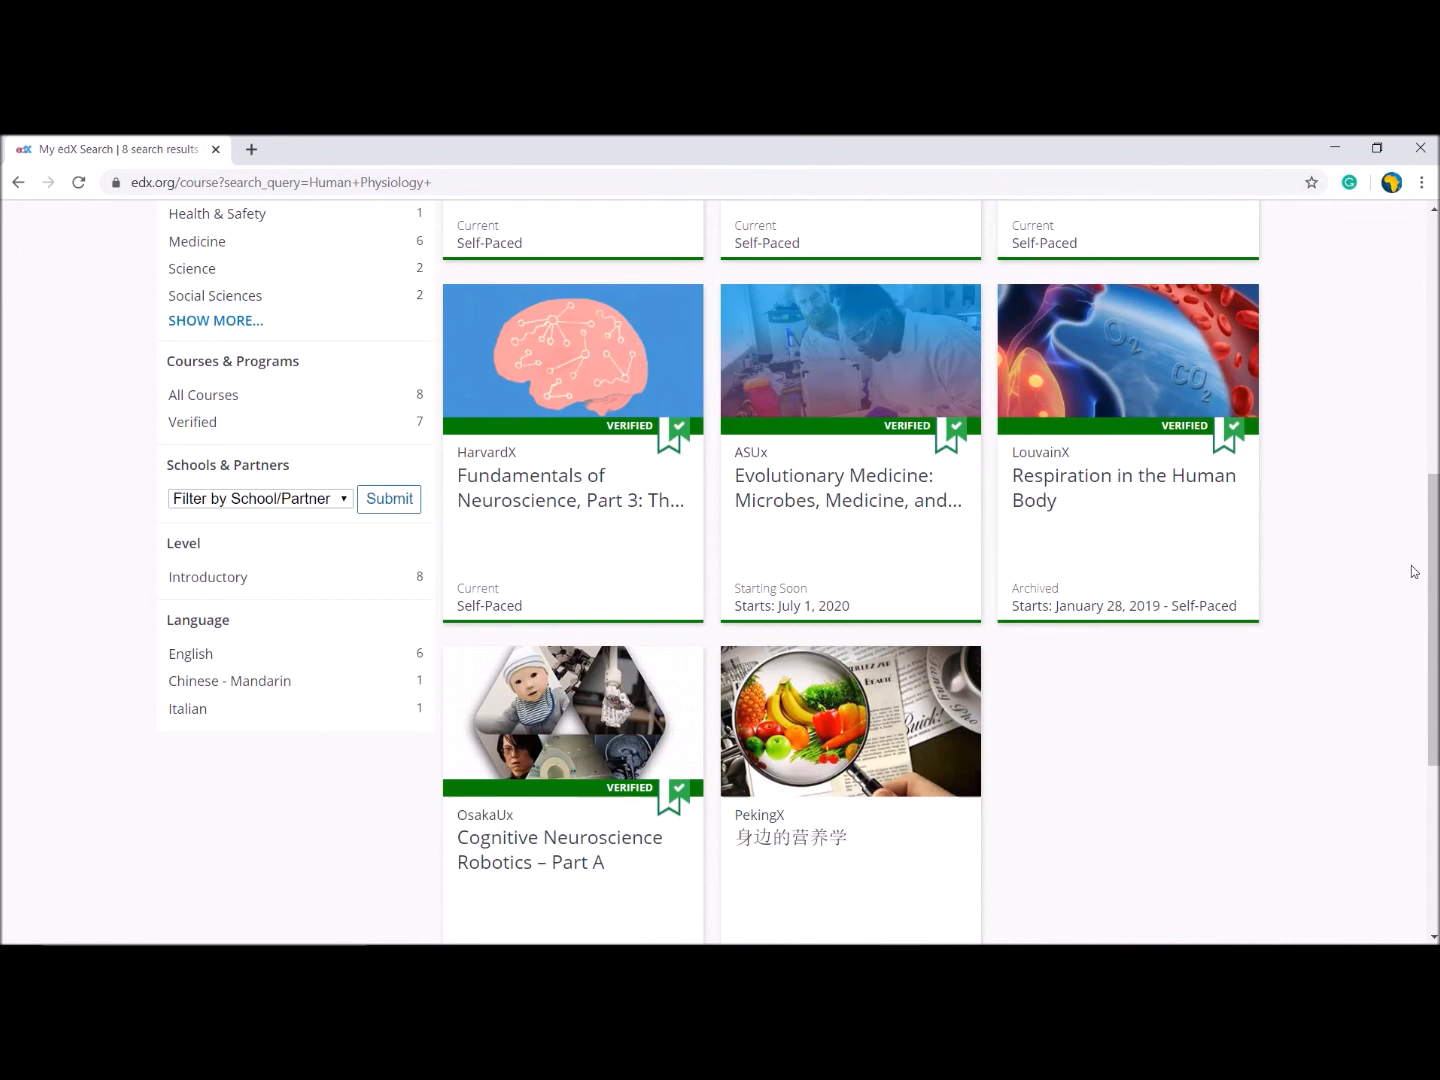 My edX Search | 8 search results
edx.org/course?search_query=Human+Physiology+
Health & Safety 1
Medicine 6
Science 2
Social Sciences 2
SHOW MORE...
Courses & Programs
All Courses 8
Verified 7
Schools & Partners
Filter by School/Partner Submit
Level
Introductory 8
Language
English 6
Chinese - Mandarin 1
Italian 1
Current
Self-Paced
Current
Self-Paced
Current
Self-Paced
VERIFIED
HarvardX
Fundamentals of
Neuroscience, Part 3: Th...
Current
Self-Paced
VERIFIED
ASUx
Evolutionary Medicine:
Microbes, Medicine, and...
Starting Soon
Starts: July 1, 2020
O2
CO2
VERIFIED
LouvainX
Respiration in the Human
Body
Archived
Starts: January 28, 2019 - Self-Paced
VERIFIED
OsakaUx
Cognitive Neuroscience
Robotics – Part A
PekingX
身边的营养学